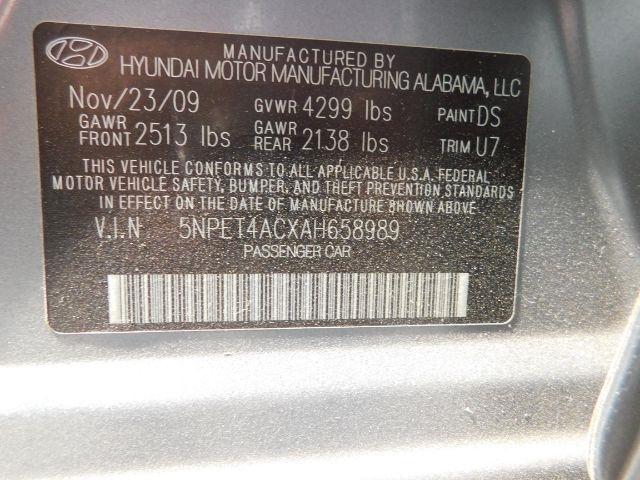 MANUFACTURED BY
HYUNDAI MOTOR MANUFACTURING ALABAMA, LLC
Nov/23/09 GVWR 4299 lbs PAINT DS
GAWR FRONT 2513 lbs GAWR REAR 2138 lbs TRIM U7
THIS VEHICLE CONFORMS TO ALL APPLICABLE U.S.A. FEDERAL
MOTOR VEHICLE SAFETY, BUMPER, AND THEFT PREVENTION STANDARDS
IN EFFECT ON THE DATE OF MANUFACTURE SHOWN ABOVE.
V.I.N 5NPET4ACXAH658989
PASSENGER CAR